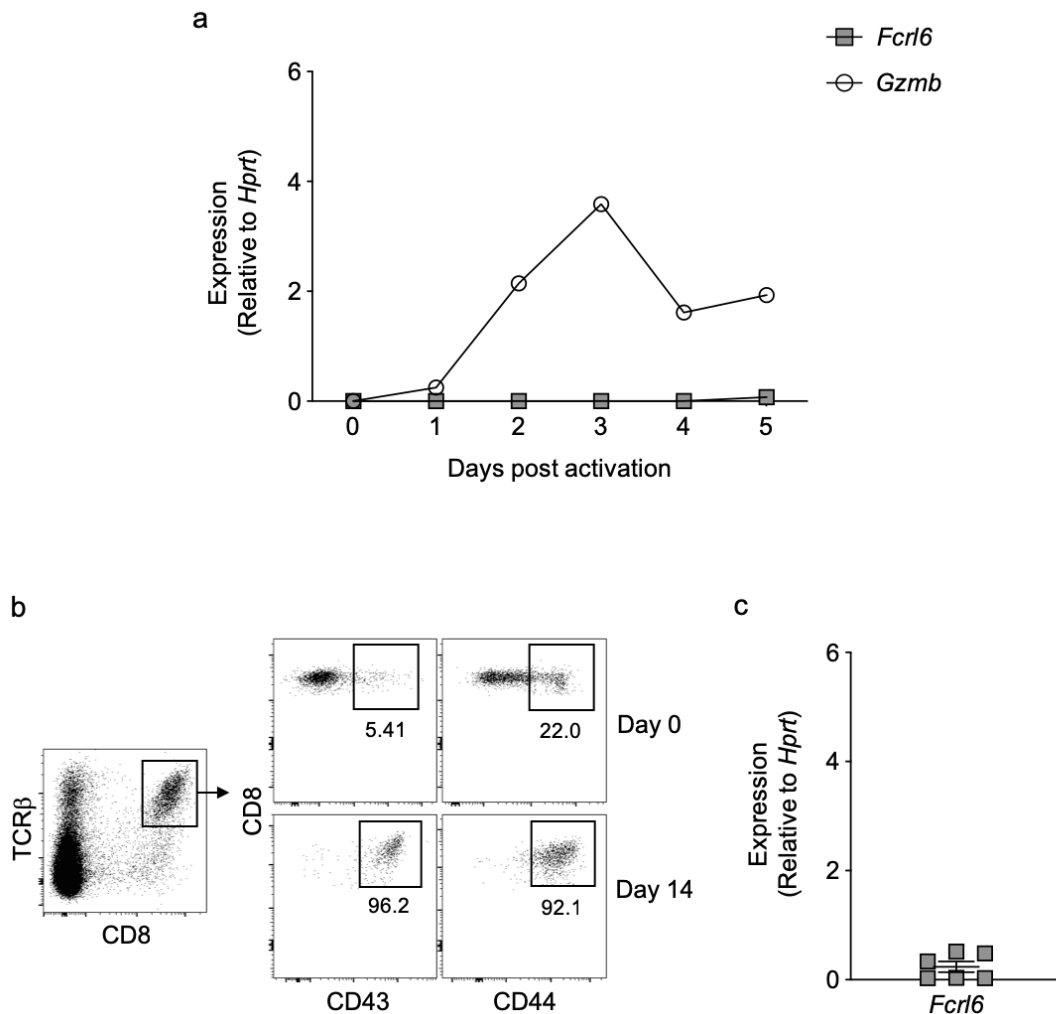 a
Fcrl6
Gzmb
6
4
2
0
Expression
(Relative to Hprt)
0 1 2 3 4 5
Days post activation
b
TCRβ
CD8
CD8
5.41
22.0
Day 0
96.2
92.1
Day 14
CD43
CD44
c
6
4
2
0
Expression
(Relative to Hprt)
Fcrl6